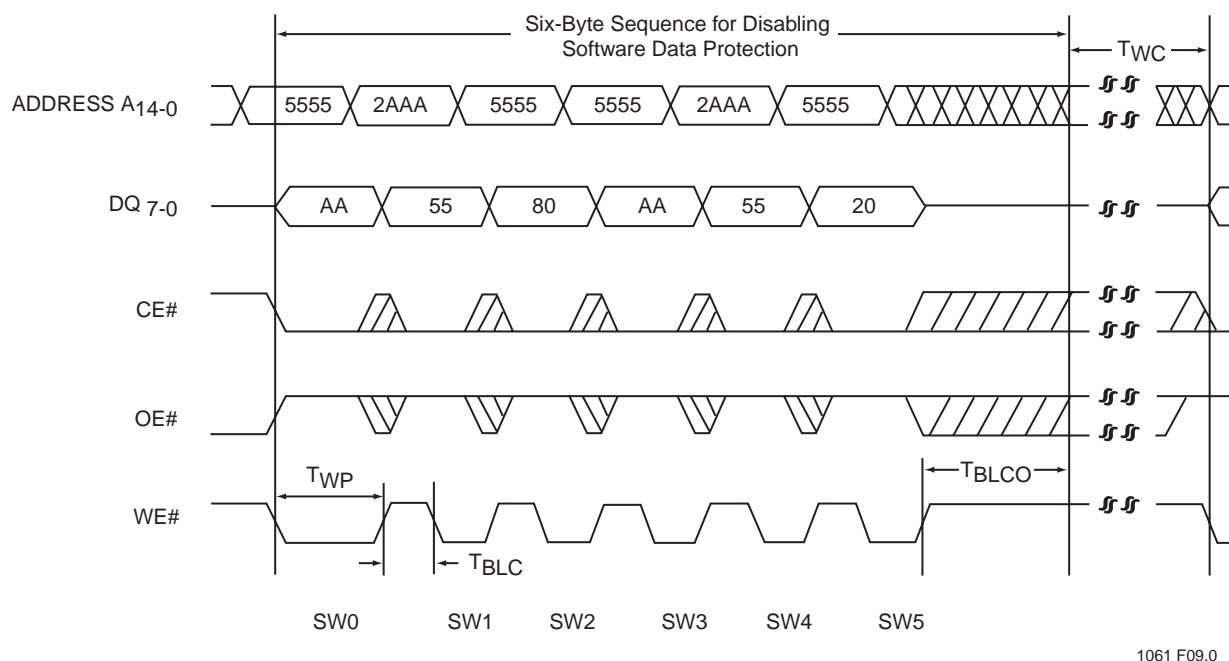 Six-Byte Sequence for Disabling
Software Data Protection
TWC
ADDRESS A14-0
5555 2AAA 5555 5555 2AAA 5555
DQ 7-0
AA 55 80 AA 55 20
CE#
OE#
TWP
TBLCO
WE#
TBLC
SW0 SW1 SW2 SW3 SW4 SW5
1061 F09.0